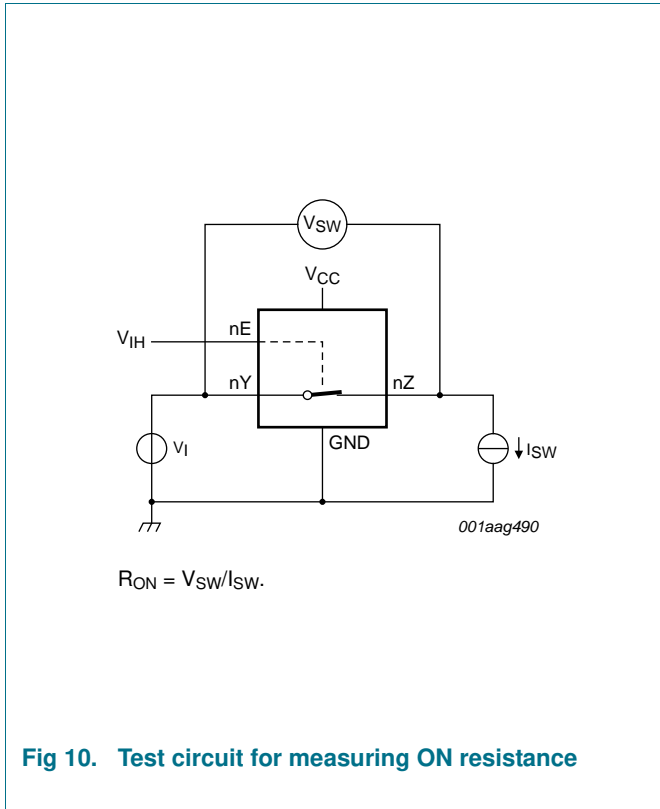 VSW
VCC
VIH
nE
nY
nZ
VI
GND
ISW
001aag490
RON = VSW/ISW.
Fig 10. Test circuit for measuring ON resistance